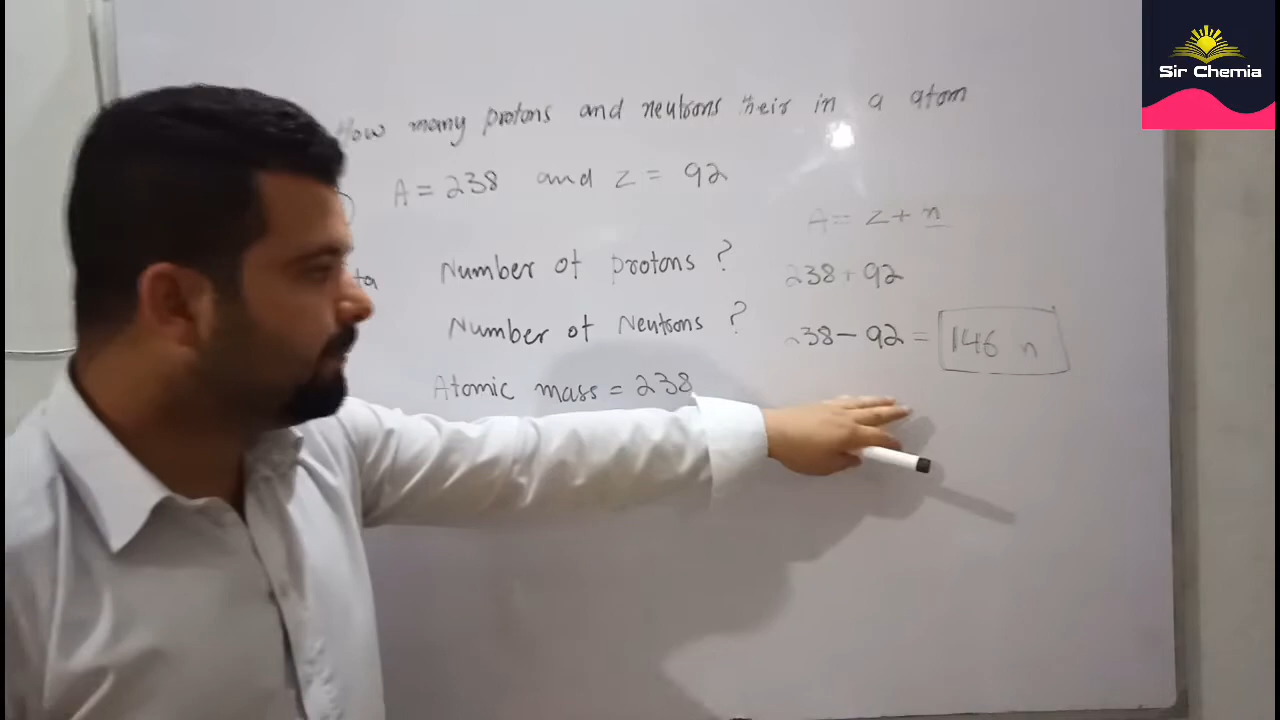 Sir Chemia
How many protons and neutrons their in a atom
A = 238 and Z = 92
A = Z + n
Number of protons ?
238 + 92
Number of Neutrons ?
238 - 92 = 146 n
Atomic mass = 238